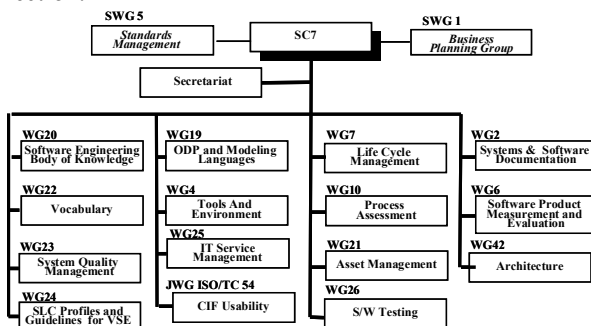 SWG 5
SWG 1
Standards
Management
SC7
Business
Planning Group
Secretariat
WG20
Software Engineering
Body of Knowledge
WG22
Vocabulary
WG23
System Quality
Management
WG24
SLC Profiles and
Guidelines for VSE
WG19
ODP and Modeling
Languages
WG4
Tools And
Environment
WG25
IT Service
Management
JWG ISO/TC 54
CIF Usability
WG7
Life Cycle
Management
WG10
Process
Assessment
WG21
Asset Management
WG26
S/W Testing
WG2
Systems & Software
Documentation
WG6
Software Product
Measurement and
Evaluation
WG42
Architecture